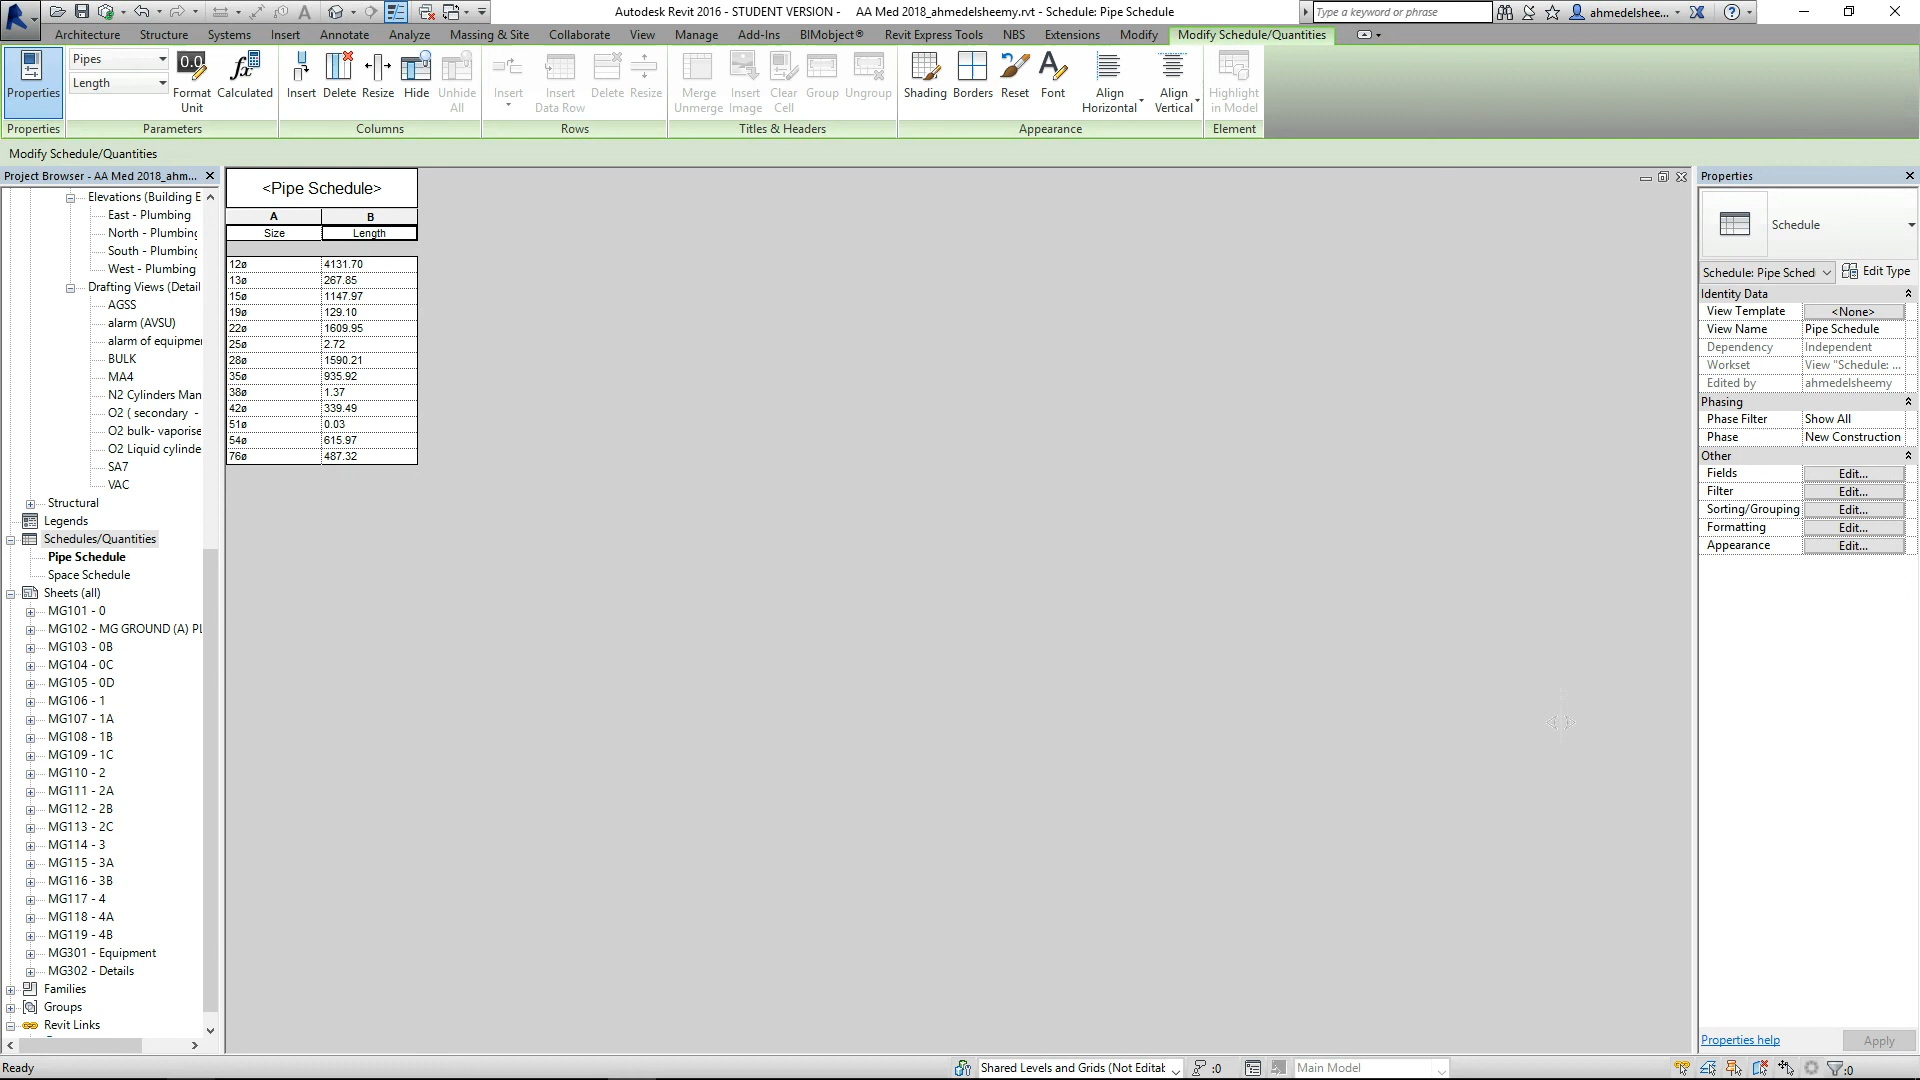 Autodesk Revit 2016 - STUDENT VERSION - AA Med 2018_ahmedelsheemy.rvt - Schedule: Pipe Schedule
Type a keyword or phrase
ahmedelshee...
Architecture Structure Systems Insert Annotate Analyze Massing & Site Collaborate View Manage Add-Ins BIMobject® Revit Express Tools NBS Extensions Modify Modify Schedule/Quantities
Properties
Pipes
Length
0.0
Format Unit
fx
Calculated
Insert
Delete
Resize
Hide
Unhide All
Insert
Insert Data Row
Delete
Resize
Merge Unmerge
Insert Image
Clear Cell
Group
Ungroup
Shading
Borders
Reset
Font
Align Horizontal
Align Vertical
Highlight in Model
Properties Parameters Columns Rows Titles & Headers Appearance Element
Modify Schedule/Quantities
Project Browser - AA Med 2018_ahm...
Elevations (Building E
East - Plumbing
North - Plumbing
South - Plumbing
West - Plumbing
Drafting Views (Detail
AGSS
alarm (AVSU)
alarm of equipme
BULK
MA4
N2 Cylinders Man
O2 ( secondary -
O2 bulk- vaporise
O2 Liquid cylinde
SA7
VAC
Structural
Legends
Schedules/Quantities
Pipe Schedule
Space Schedule
Sheets (all)
MG101 - 0
MG102 - MG GROUND (A) PL
MG103 - 0B
MG104 - 0C
MG105 - 0D
MG106 - 1
MG107 - 1A
MG108 - 1B
MG109 - 1C
MG110 - 2
MG111 - 2A
MG112 - 2B
MG113 - 2C
MG114 - 3
MG115 - 3A
MG116 - 3B
MG117 - 4
MG118 - 4A
MG119 - 4B
MG301 - Equipment
MG302 - Details
Families
Groups
Revit Links
<Pipe Schedule>
A B
Size Length
12ø 4131.70
13ø 267.85
15ø 1147.97
19ø 129.10
22ø 1609.95
25ø 2.72
28ø 1590.21
35ø 935.92
38ø 1.37
42ø 339.49
51ø 0.03
54ø 615.97
76ø 487.32
Properties
Schedule
Schedule: Pipe Sched Edit Type
Identity Data
View Template <None>
View Name Pipe Schedule
Dependency Independent
Workset View "Schedule: ...
Edited by ahmedelsheemy
Phasing
Phase Filter Show All
Phase New Construction
Other
Fields Edit...
Filter Edit...
Sorting/Grouping Edit...
Formatting Edit...
Appearance Edit...
Properties help Apply
Ready
Shared Levels and Grids (Not Editab
:0
Main Model
:0